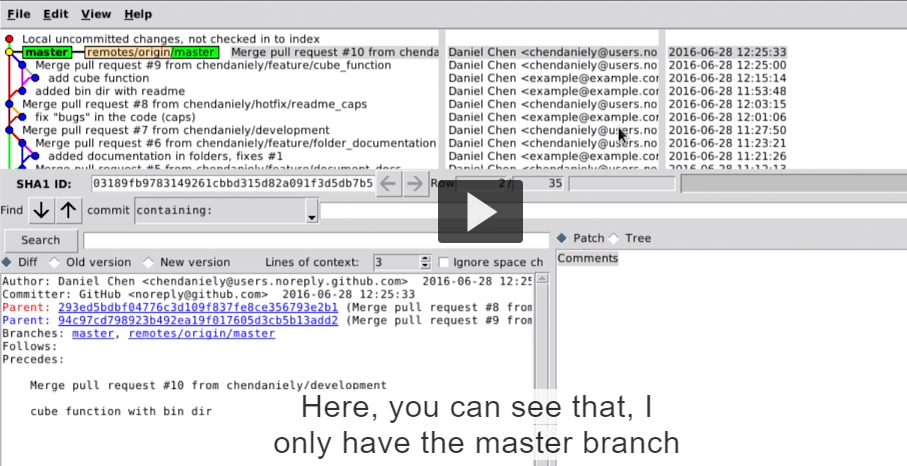 File Edit View Help
Local uncommitted changes, not checked in to index
master remotes/origin/master Merge pull request #10 from chenda Daniel Chen <chendaniely@users.no 2016-06-28 12:25:33
Merge pull request #9 from chendaniely/feature/cube_function Daniel Chen <chendaniely@users.no 2016-06-28 12:25:00
add cube function Daniel Chen <example@example.cor 2016-06-28 12:15:14
added bin dir with readme Daniel Chen <example@example.cor 2016-06-28 11:53:48
Merge pull request #8 from chendaniely/hotfix/readme_caps Daniel Chen <chendaniely@users.no 2016-06-28 12:03:15
fix "bugs" in the code (caps) Daniel Chen <example@example.cor 2016-06-28 12:01:06
Merge pull request #7 from chendaniely/development Daniel Chen <chendaniely@users.no 2016-06-28 11:27:50
Merge pull request #6 from chendaniely/feature/folder_documentation Daniel Chen <chendaniely@users.no 2016-06-28 11:23:21
added documentation in folders, fixes #1 Daniel Chen <example@example.cor 2016-06-28 11:21:26
Merge pull request #5 from chendaniely/feature/document_docs Daniel Chen <chendaniely@users.no 2016-06-28 11:12:13
SHA1 ID: 03189fb9783149261cbbd315d82a091f3d5db7b5 Row 2 / 35
Find commit containing:
Search
Patch Tree
Diff Old version New version Lines of context: 3 Ignore space ch
Comments
Author: Daniel Chen <chendaniely@users.noreply.github.com> 2016-06-28 12:25
Committer: GitHub <noreply@github.com> 2016-06-28 12:25:33
Parent: 293ed5bdbf04776c3d109f837fe8ce356793e2b1 (Merge pull request #8 from
Parent: 94c97cd798923b492ea19f017605d3cb5b13add2 (Merge pull request #9 from
Branches: master, remotes/origin/master
Follows:
Precedes:
Merge pull request #10 from chendaniely/development
cube function with bin dir
Here, you can see that, I
only have the master branch